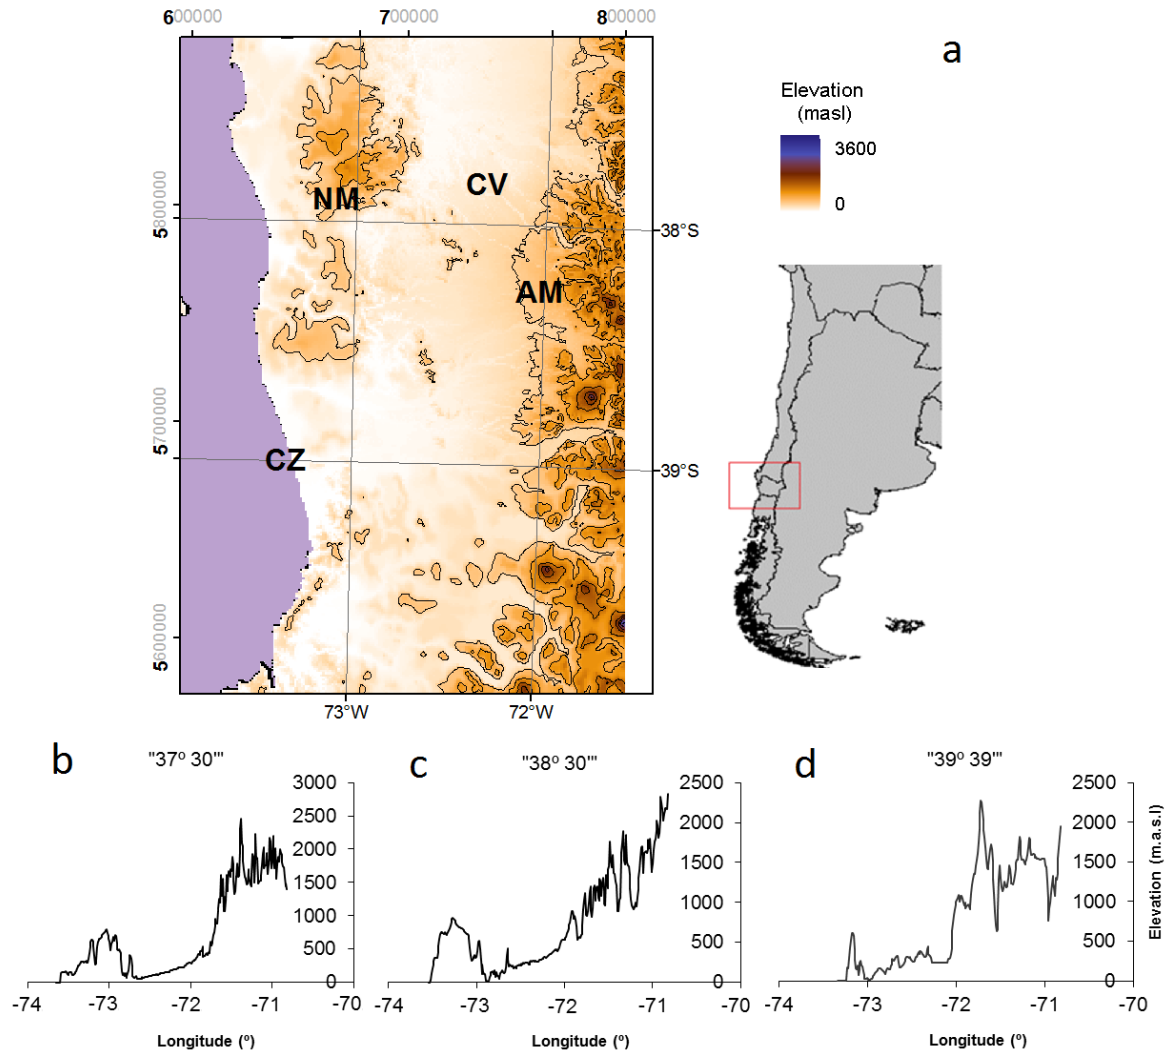 600000 700000 800000
a
Elevation
(masl)
3600
0
5800000
5700000
5600000
NM
CV
AM
CZ
38°S
39°S
73°W 72°W
b
"37º 30'"
3000
2500
2000
1500
1000
500
0
-74 -73 -72 -71 -70
Longitude (º)
c
"38º 30'"
2500
2000
1500
1000
500
0
-74 -73 -72 -71 -70
Longitude (º)
d
"39º 39'"
2500
2000
1500
1000
500
0
-74 -73 -72 -71 -70
Longitude (º)
Elevation (m.a.s.l)